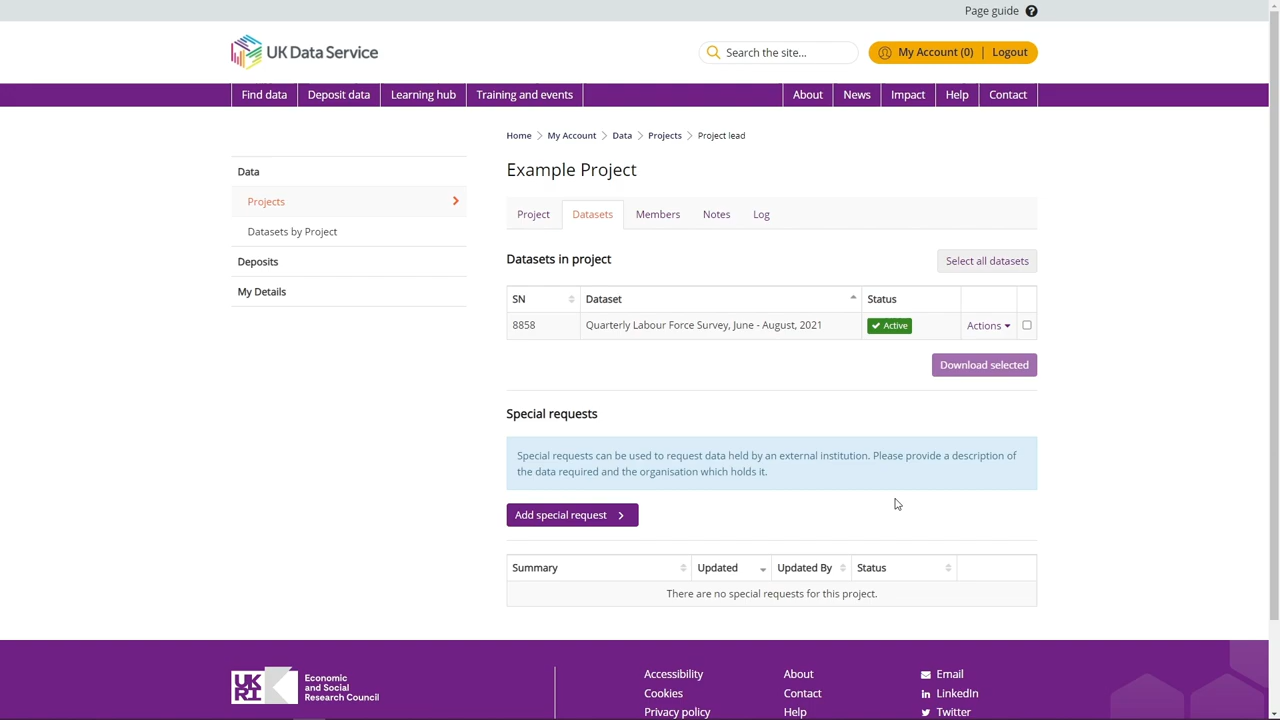 Page guide
UK Data Service
Search the site...
My Account (0) | Logout
Find data
Deposit data
Learning hub
Training and events
About
News
Impact
Help
Contact
Home > My Account > Data > Projects > Project lead
Data
Projects
Datasets by Project
Deposits
My Details
Example Project
Project
Datasets
Members
Notes
Log
Datasets in project
Select all datasets
SN Dataset Status
8858 Quarterly Labour Force Survey, June - August, 2021 Active Actions
Download selected
Special requests
Special requests can be used to request data held by an external institution. Please provide a description of
the data required and the organisation which holds it.
Add special request
Summary Updated Updated By Status
There are no special requests for this project.
UK
RI
Economic
and Social
Research Council
Accessibility
Cookies
Privacy policy
About
Contact
Help
Email
LinkedIn
Twitter